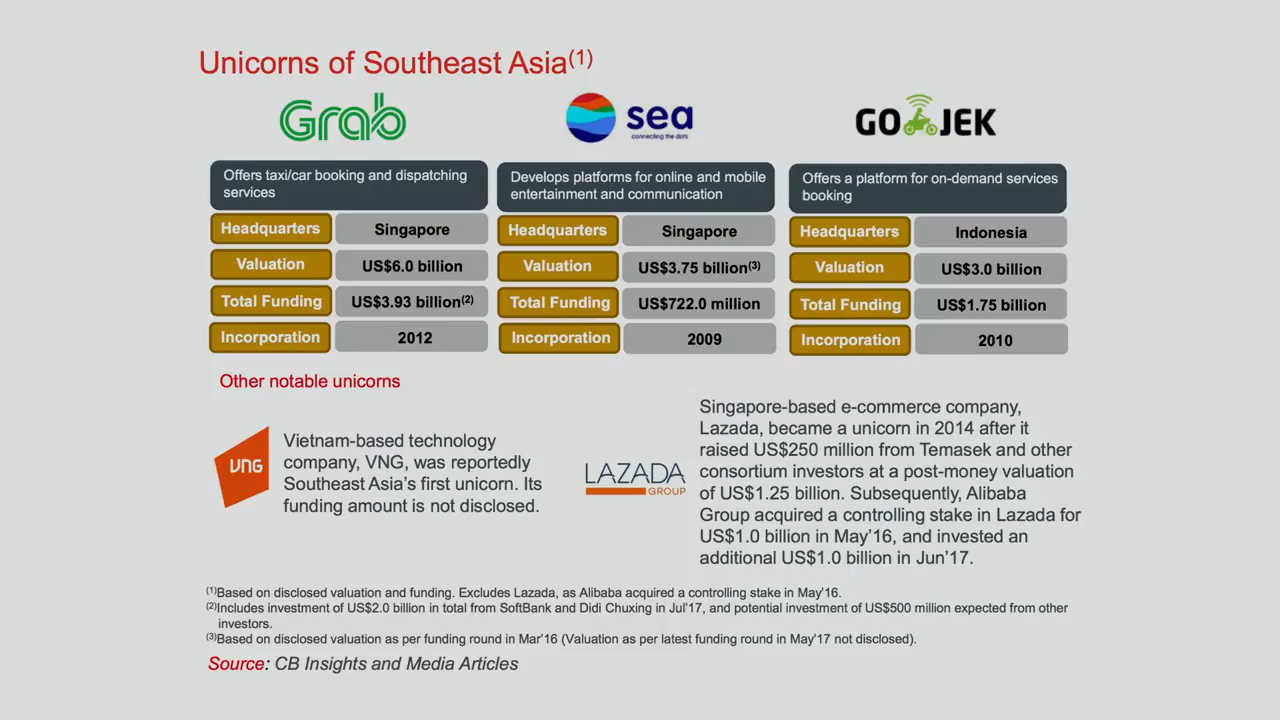 Unicorns of Southeast Asia(1)
Grab
sea
connecting the dots
GO JEK
Offers taxi/car booking and dispatching
services
Headquarters Singapore
Valuation US$6.0 billion
Total Funding US$3.93 billion(2)
Incorporation 2012
Develops platforms for online and mobile
entertainment and communication
Headquarters Singapore
Valuation US$3.75 billion(3)
Total Funding US$722.0 million
Incorporation 2009
Offers a platform for on-demand services
booking
Headquarters Indonesia
Valuation US$3.0 billion
Total Funding US$1.75 billion
Incorporation 2010
Other notable unicorns
VNG
Vietnam-based technology
company, VNG, was reportedly
Southeast Asia's first unicorn. Its
funding amount is not disclosed.
LAZADA
GROUP
Singapore-based e-commerce company,
Lazada, became a unicorn in 2014 after it
raised US$250 million from Temasek and other
consortium investors at a post-money valuation
of US$1.25 billion. Subsequently, Alibaba
Group acquired a controlling stake in Lazada for
US$1.0 billion in May'16, and invested an
additional US$1.0 billion in Jun'17.
(1)Based on disclosed valuation and funding. Excludes Lazada, as Alibaba acquired a controlling stake in May'16.
(2)Includes investment of US$2.0 billion in total from SoftBank and Didi Chuxing in Jul'17, and potential investment of US$500 million expected from other
investors.
(3)Based on disclosed valuation as per funding round in Mar'16 (Valuation as per latest funding round in May'17 not disclosed).
Source: CB Insights and Media Articles